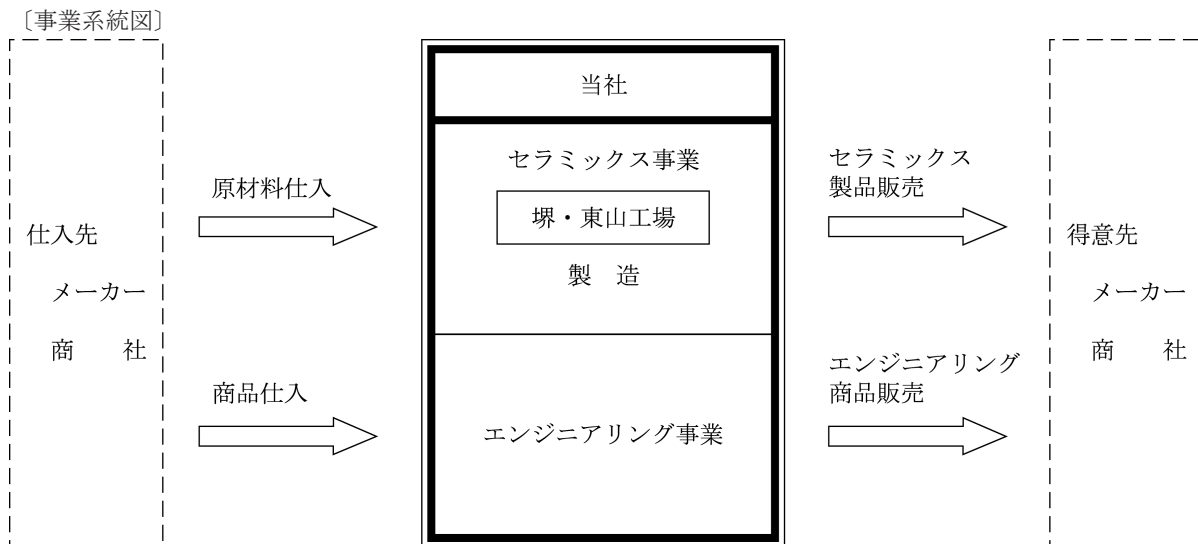 〔事業系統図〕
仕入先
メーカー
商　　社
原材料仕入
商品仕入
当社
セラミックス事業
堺・東山工場
製　造
エンジニアリング事業
セラミックス
製品販売
エンジニアリング
商品販売
得意先
メーカー
商　　社